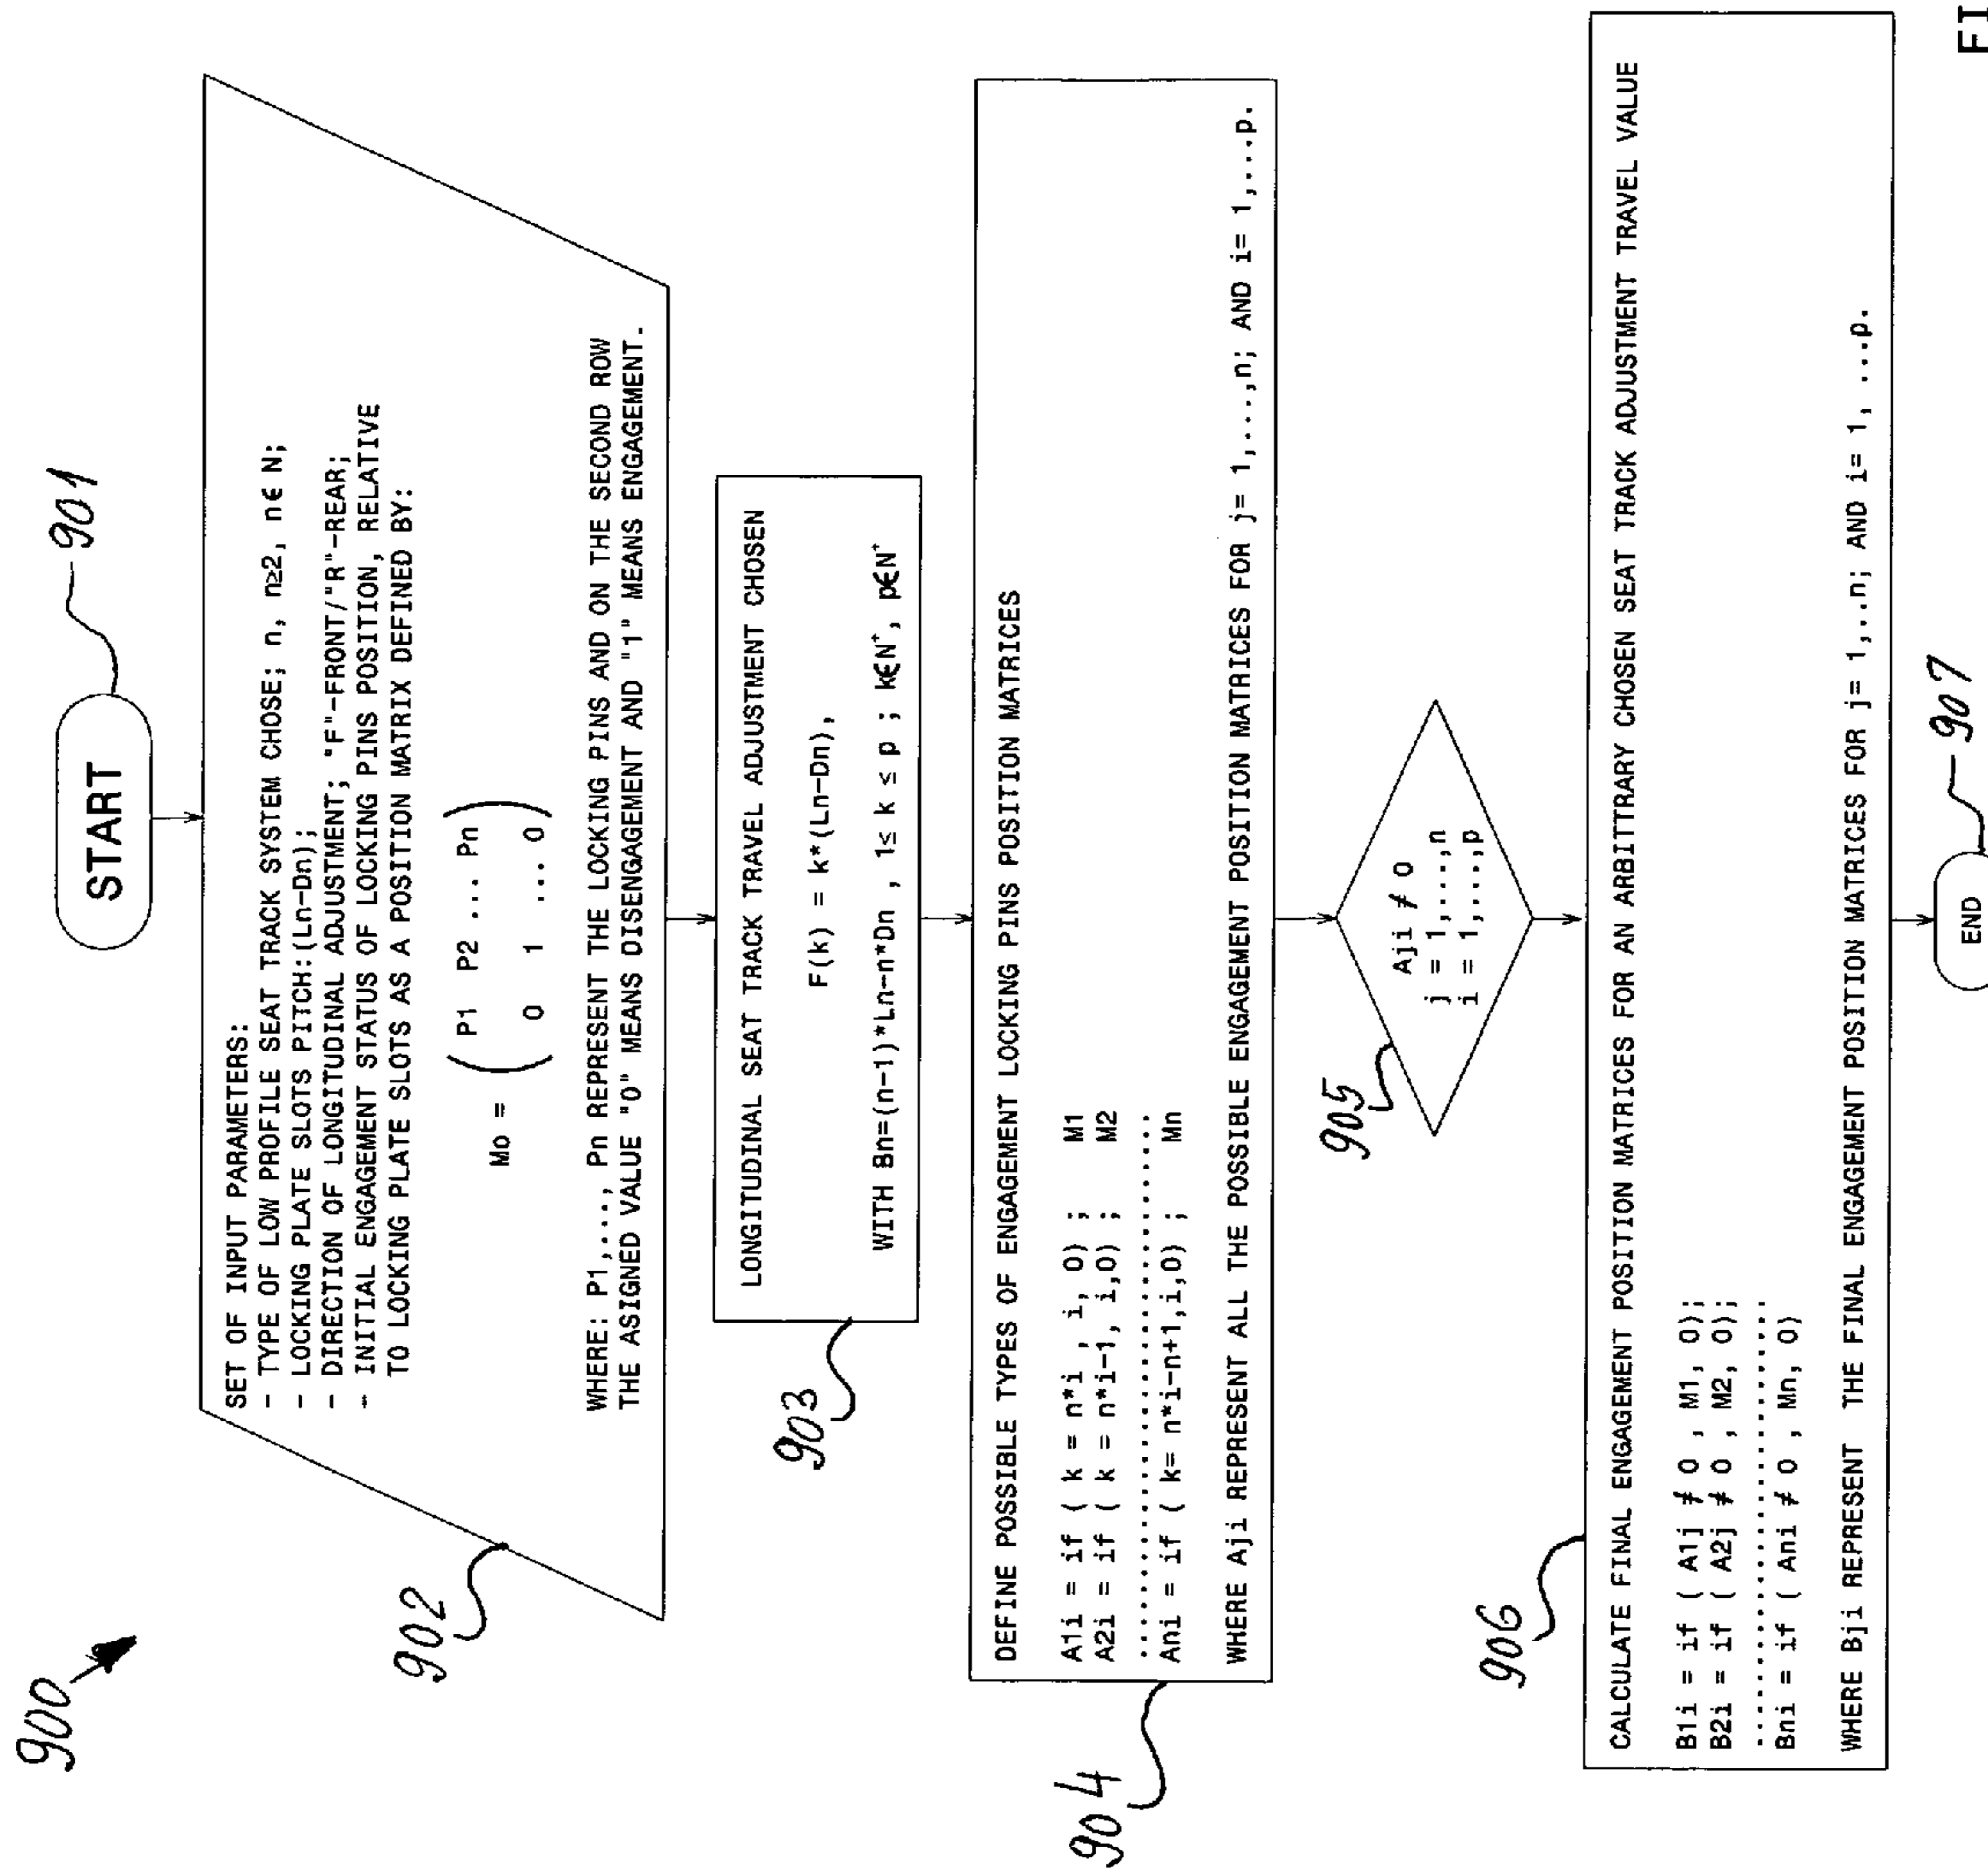 900
START
901
902
SET OF INPUT PARAMETERS:
- TYPE OF LOW PROFILE SEAT TRACK SYSTEM CHOSE; n, n≥2, n∈N;
- LOCKING PLATE SLOTS PITCH:(Ln-Dn);
- DIRECTION OF LONGITUDINAL ADJUSTMENT; "F"-FRONT/"R"-REAR;
- INITIAL ENGAGEMENT STATUS OF LOCKING PINS POSITION, RELATIVE
TO LOCKING PLATE SLOTS AS A POSITION MATRIX DEFINED BY:
P1 P2 ... Pn
Mo =
0 1 ... 0
WHERE: P1,..., Pn REPRESENT THE LOCKING PINS AND ON THE SECOND ROW
THE ASIGNED VALUE "0" MEANS DISENGAGEMENT AND "1" MEANS ENGAGEMENT.
903
LONGITUDINAL SEAT TRACK TRAVEL ADJUSTMENT CHOSEN
F(k) = k*(Ln-Dn),
WITH Bn=(n-1)*Ln-n*Dn , 1≤ k ≤ p ; k∈N⁺, p∈N⁺
904
DEFINE POSSIBLE TYPES OF ENGAGEMENT LOCKING PINS POSITION MATRICES
A1i = if ( k = n*i , i, 0) ; M1
A2i = if ( k = n*i-1, i,0) ; M2
..........................................
Ani = if ( k= n*i-n+1,i,0) ; Mn
WHERE Aji REPRESENT ALL THE POSSIBLE ENGAGEMENT POSITION MATRICES FOR j= 1,...,n; AND i= 1,...p.
905
Aji ≠ 0
j = 1,...,n
i = 1,...,p
906
CALCULATE FINAL ENGAGEMENT POSITION MATRICES FOR AN ARBITTRARY CHOSEN SEAT TRACK ADJUSTMENT TRAVEL VALUE
B1i = if ( A1j ≠ 0 , M1, 0);
B2i = if ( A2j ≠ 0 , M2, 0);
..................................
Bni = if ( Ani ≠ 0 , Mn, 0)
WHERE Bji REPRESENT THE FINAL ENGAGEMENT POSITION MATRICES FOR j= 1,..n; AND i= 1, ...p.
END
907
FI